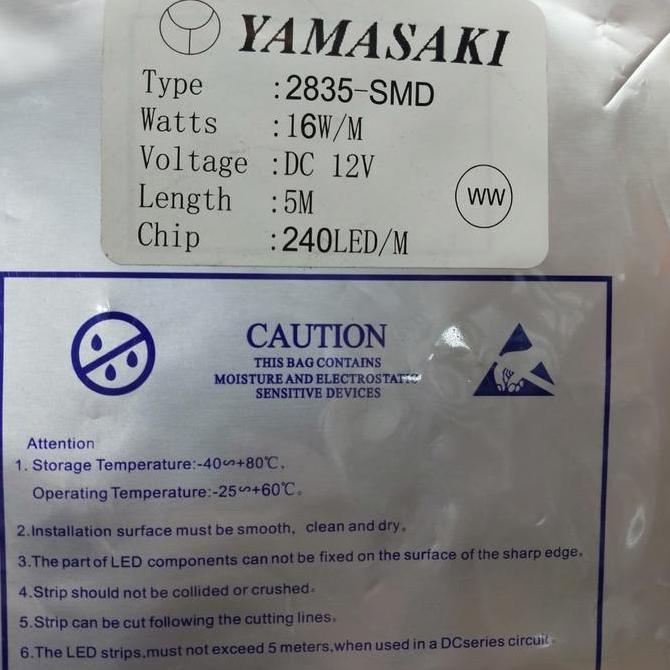 YAMASAKI
Type :2835-SMD
Watts :16W/M
Voltage :DC 12V
Length :5M
WW
Chip :240LED/M
CAUTION
THIS BAG CONTAINS
MOISTURE AND ELECTROSTATIC
SENSITIVE DEVICES
Attention
1. Storage Temperature:-40∽+80℃,
Operating Temperature:-25∽+60℃。
2.Installation surface must be smooth, clean and dry。
3.The part of LED components can not be fixed on the surface of the sharp edge。
4.Strip should not be collided or crushed。
5.Strip can be cut following the cutting lines。
6.The LED strips,must not exceed 5 meters,when used in a DCseries circuit。